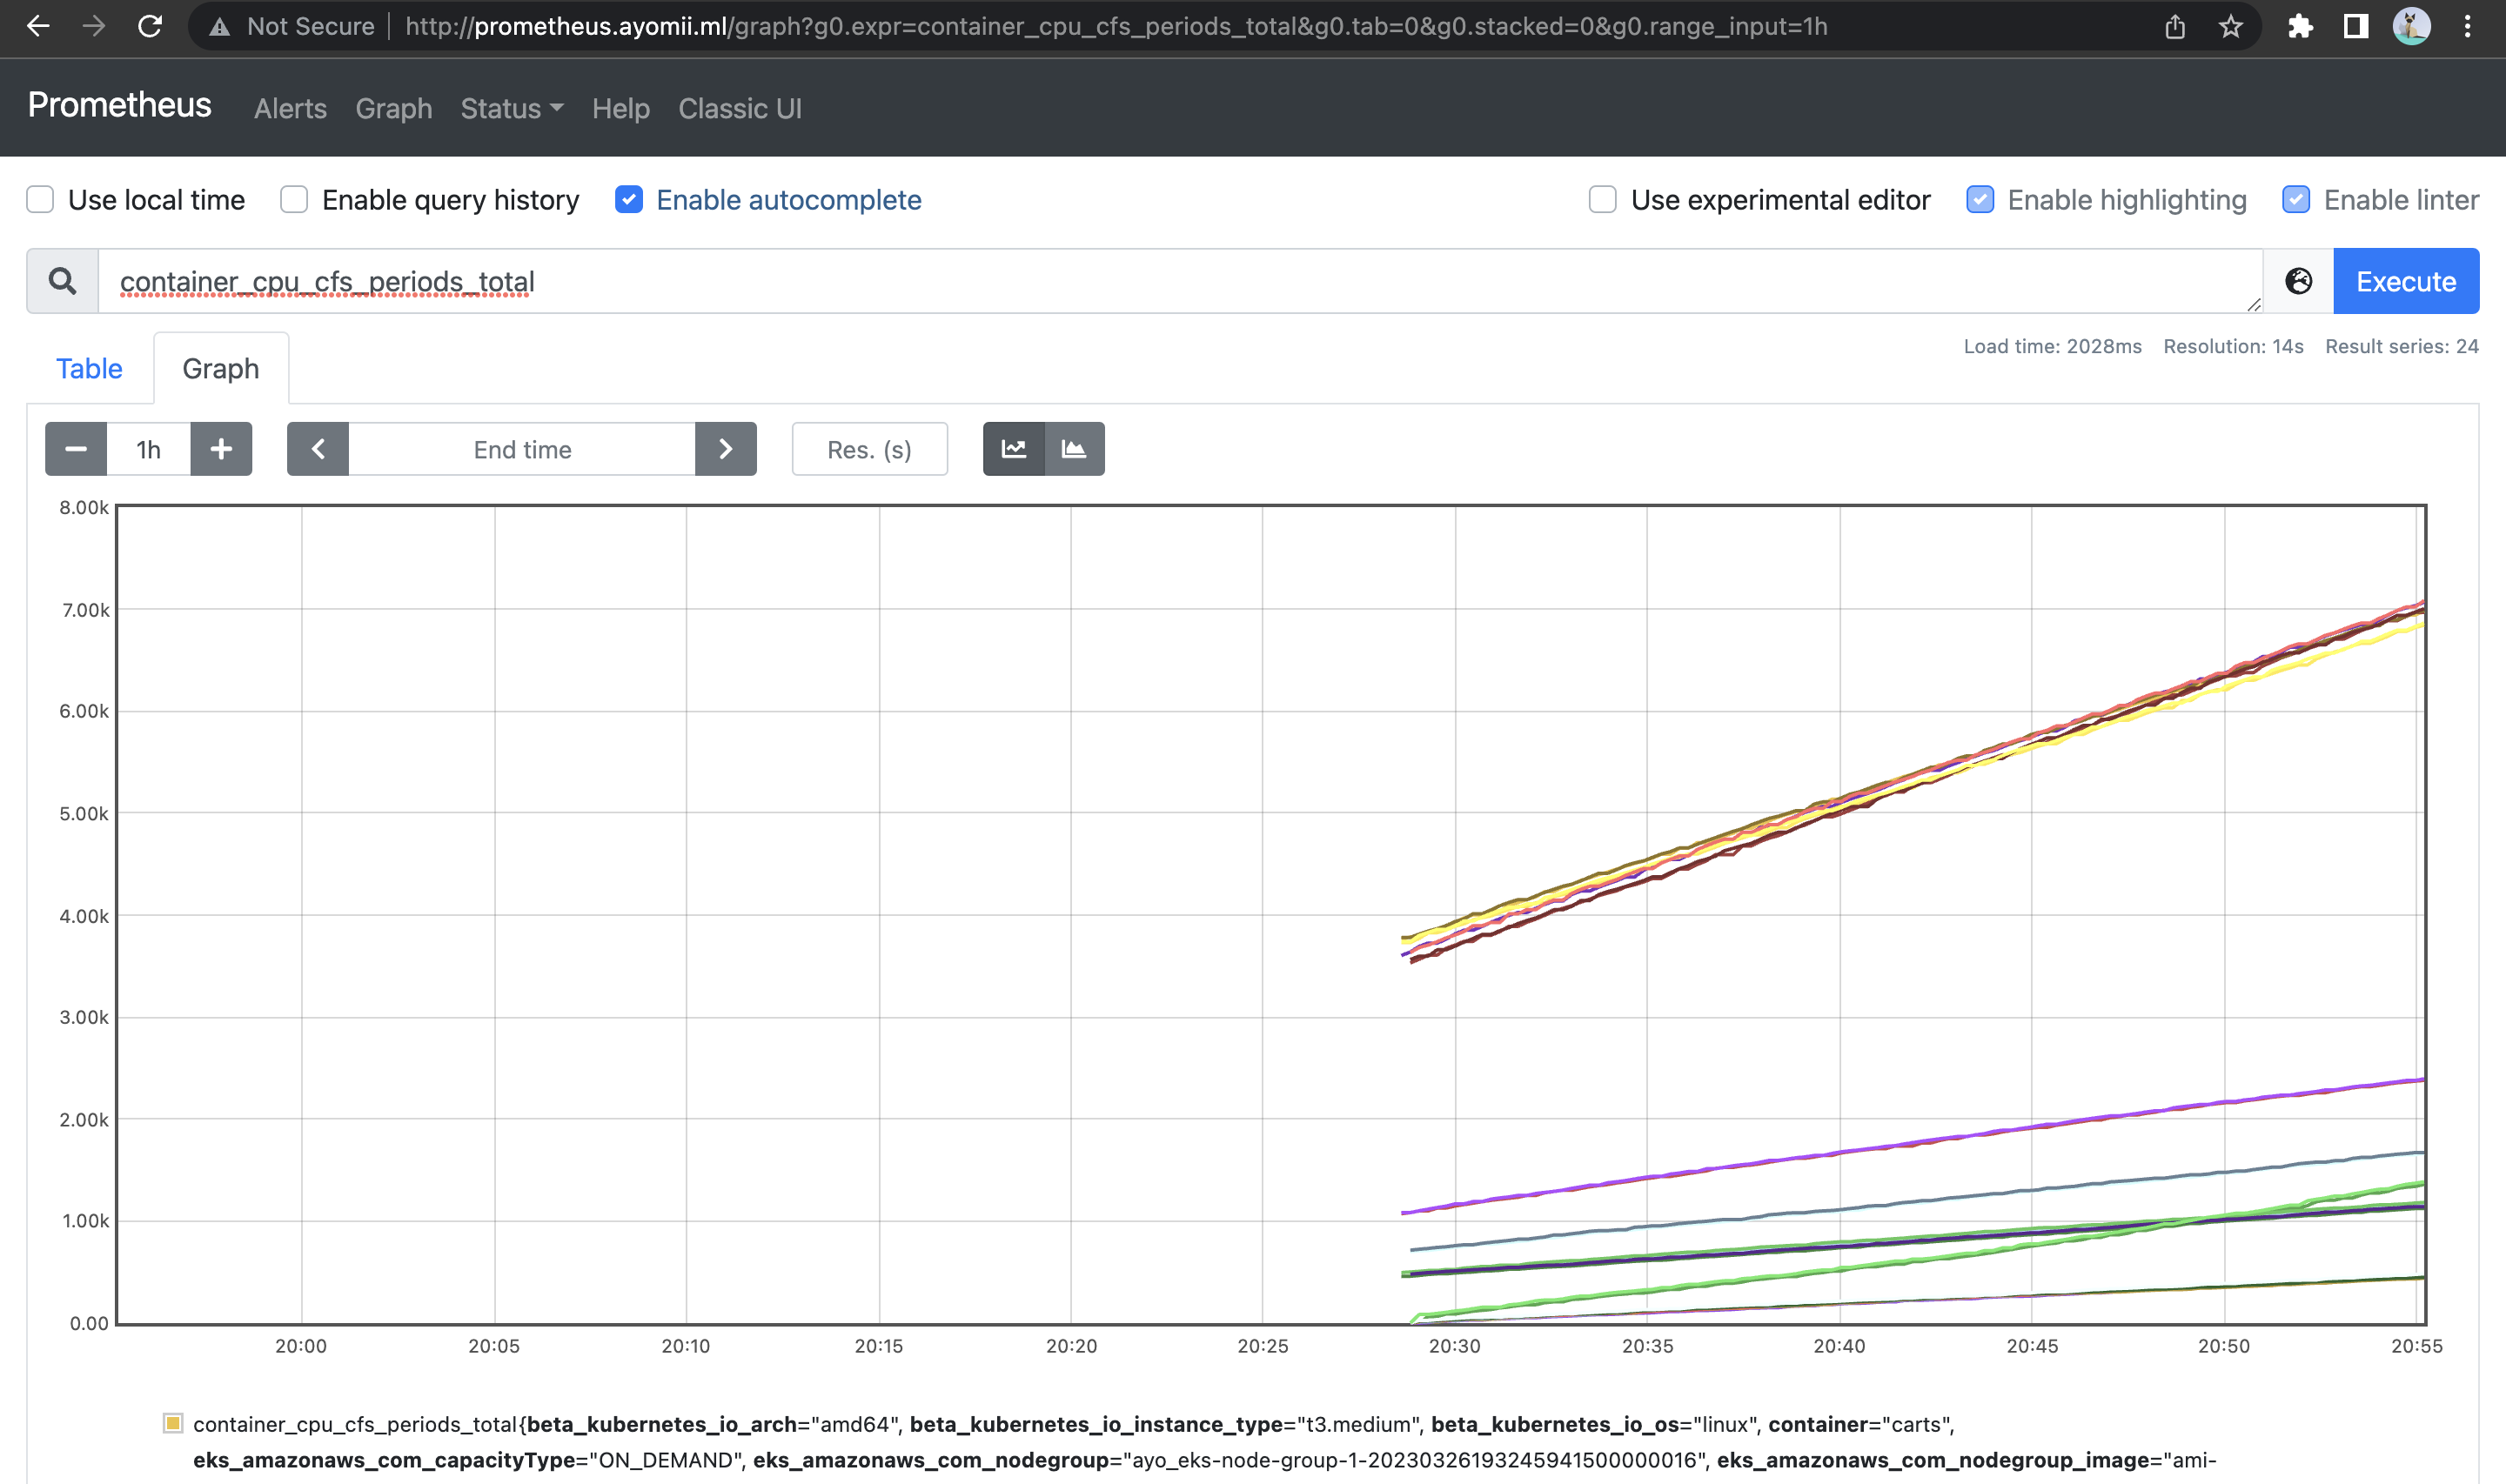 Not Secure http://prometheus.ayomii.ml/graph?g0.expr=container_cpu_cfs_periods_total&g0.tab=0&g0.stacked=0&g0.range_input=1h
Prometheus Alerts Graph Status Help Classic UI
Use local time Enable query history Enable autocomplete Use experimental editor Enable highlighting Enable linter
container_cpu_cfs_periods_total Execute
Load time: 2028ms Resolution: 14s Result series: 24
Table Graph
1h End time Res. (s)
8.00k
7.00k
6.00k
5.00k
4.00k
3.00k
2.00k
1.00k
0.00
20:00 20:05 20:10 20:15 20:20 20:25 20:30 20:35 20:40 20:45 20:50 20:55
container_cpu_cfs_periods_total{beta_kubernetes_io_arch="amd64", beta_kubernetes_io_instance_type="t3.medium", beta_kubernetes_io_os="linux", container="carts",
eks_amazonaws_com_capacityType="ON_DEMAND", eks_amazonaws_com_nodegroup="ayo_eks-node-group-1-20230326193245941500000016", eks_amazonaws_com_nodegroup_image="ami-